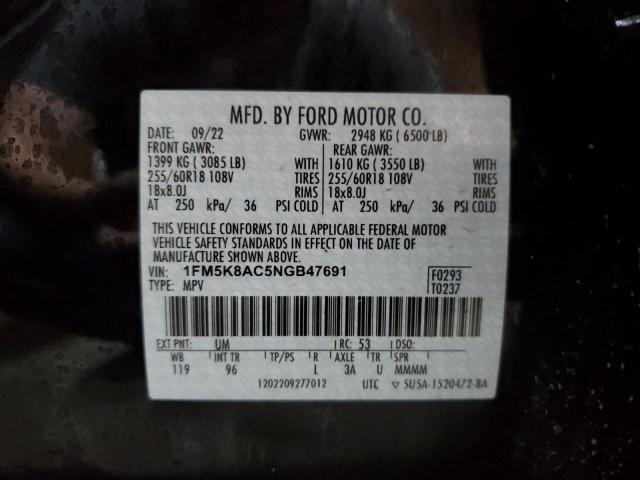 MFD. BY FORD MOTOR CO.
DATE: 09/22 GVWR: 2948 KG ( 6500 LB)
FRONT GAWR: REAR GAWR:
1399 KG ( 3085 LB) WITH 1610 KG ( 3550 LB) WITH
255/60R18 108V TIRES 255/60R18 108V TIRES
18x8.0J RIMS 18x8.0J RIMS
AT 250 kPa/ 36 PSI COLD AT 250 kPa/ 36 PSI COLD
THIS VEHICLE CONFORMS TO ALL APPLICABLE FEDERAL MOTOR
VEHICLE SAFETY STANDARDS IN EFFECT ON THE DATE OF
MANUFACTURE SHOWN ABOVE.
VIN: 1FM5K8AC5NGB47691 F0293
TYPE: MPV T0237
EXT PNT: UM RC: 53 DSO:
WB INT TR TP/PS R AXLE TR SPR
119 96 L 3A U MMMM
1202209277012 UTC ▽ SU5A-1520472-BA